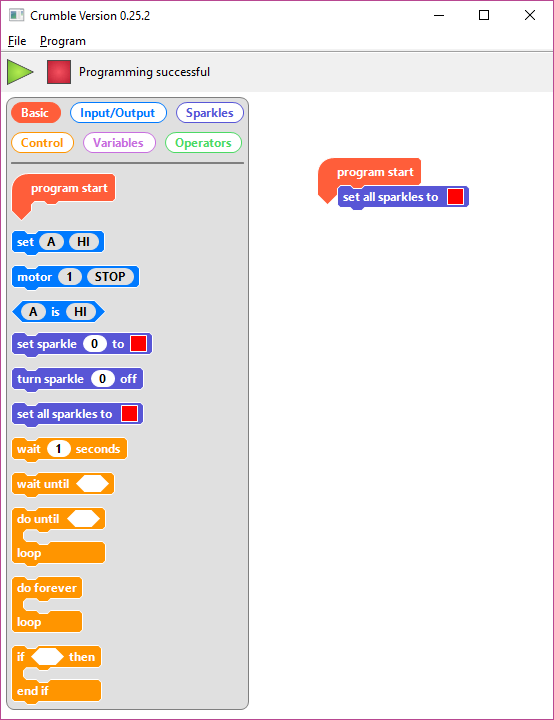 Crumble Version 0.25.2
File Program
Programming successful
Basic Input/Output Sparkles
Control Variables Operators
program start
set A HI
motor 1 STOP
A is HI
set sparkle 0 to
turn sparkle 0 off
set all sparkles to
wait 1 seconds
wait until
do until
loop
do forever
loop
if then
end if
program start
set all sparkles to